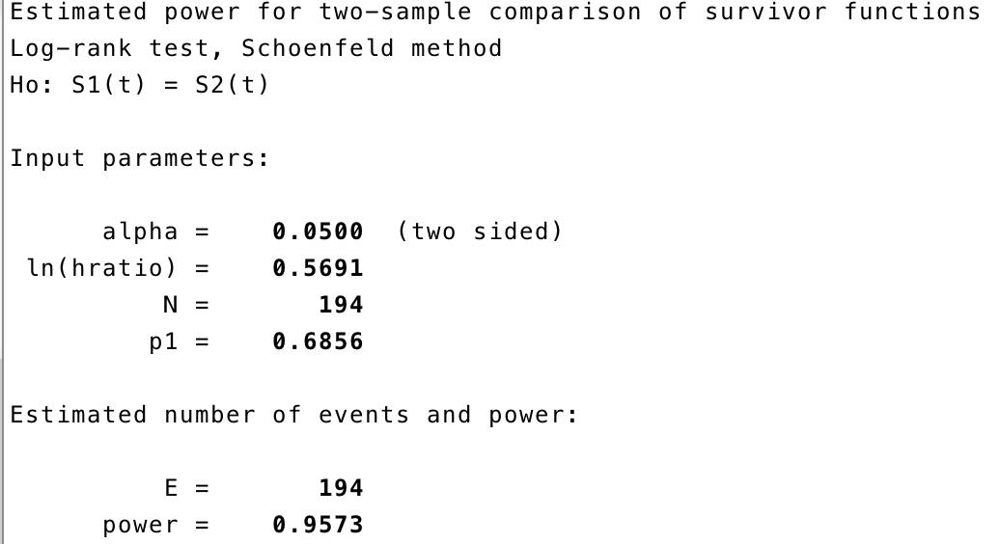 Estimated power for two-sample comparison of survivor functions
Log-rank test, Schoenfeld method
Ho: S1(t) = S2(t)
Input parameters:
alpha = 0.0500 (two sided)
ln(hratio) = 0.5691
N = 194
p1 = 0.6856
Estimated number of events and power:
E = 194
power = 0.9573